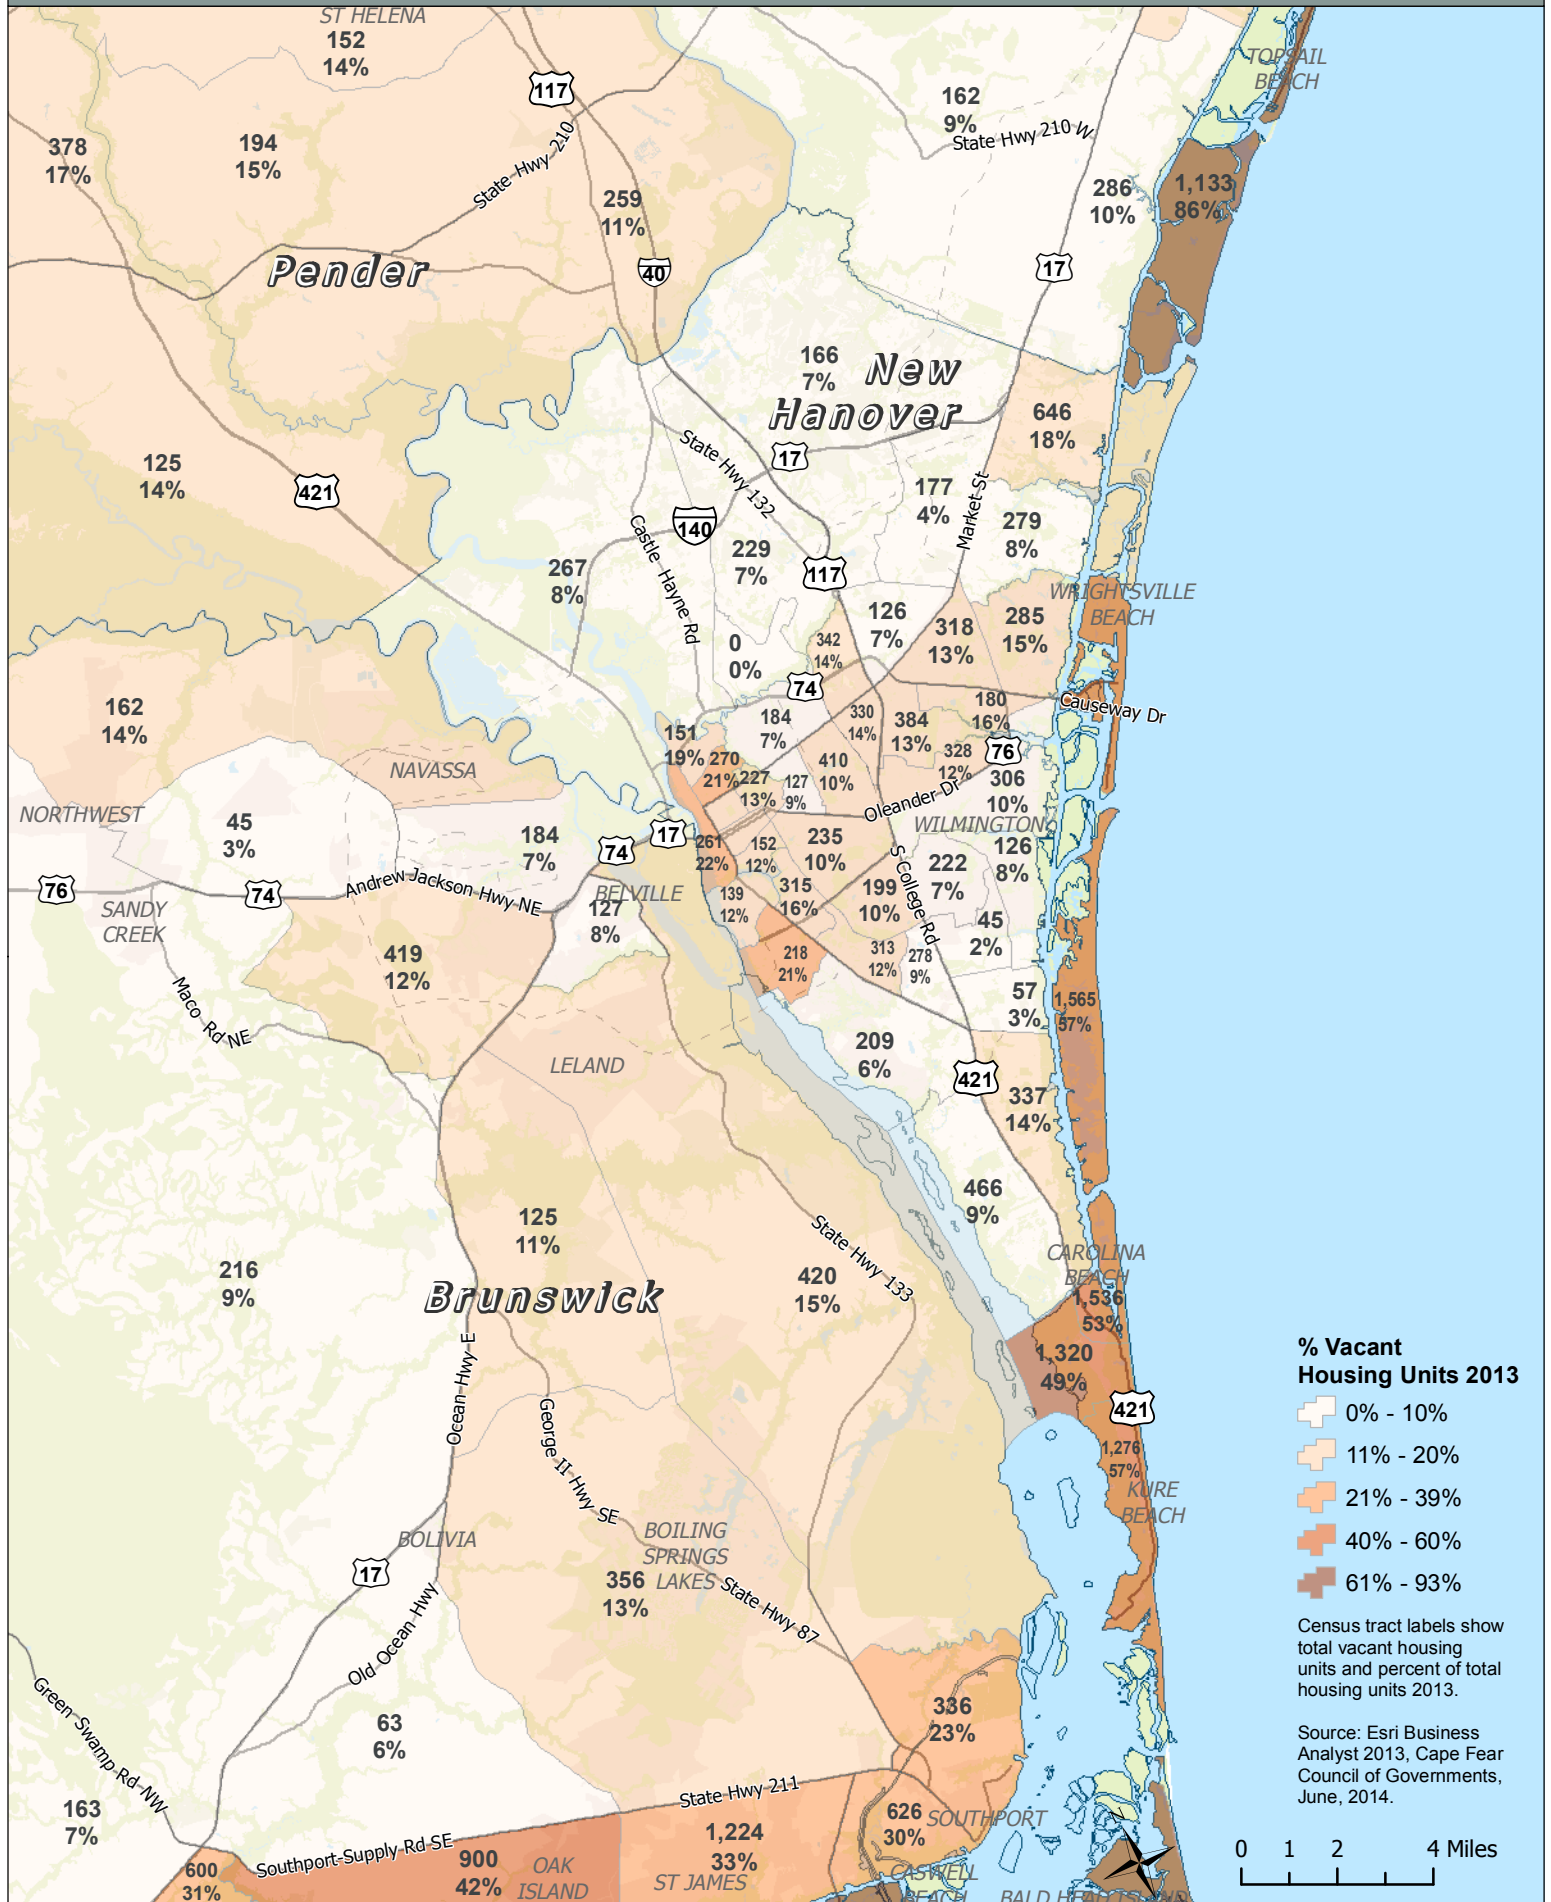 ST HELENA
152
14%
117
TOPSAIL
BEACH
162
9%
State Hwy 210 W
378
17%
194
15%
State Hwy 210
259
11%
286
10%
1,133
86%
Pender
40
17
166
7%
New
Hanover
646
18%
125
14%
421
State Hwy 132
17
177
4%
Market St
279
8%
140
Castle Hayne Rd
229
7%
117
267
8%
WRIGHTSVILLE
BEACH
126
7%
318
13%
285
15%
0
0%
342
14%
74
162
14%
180
16%
Causeway Dr
151
19%
184
7%
330
14%
384
13%
328
12%
76
NAVASSA
270
21%
227
13%
127
9%
410
10%
306
10%
Oleander Dr
NORTHWEST
45
3%
184
7%
74
17
261
22%
152
12%
235
10%
WILMINGTON
126
8%
222
7%
S College Rd
76
74
Andrew Jackson Hwy NE
BELVILLE
127
8%
139
12%
315
16%
199
10%
SANDY
CREEK
419
12%
218
21%
313
12%
278
9%
45
2%
Maco Rd NE
57
3%
1,565
57%
209
6%
LELAND
421
337
14%
125
11%
466
9%
State Hwy 133
CAROLINA
BEACH
216
9%
Brunswick
420
15%
1,536
53%
1,320
49%
Ocean Hwy E
George II Hwy SE
421
1,276
57%
KURE
BEACH
BOLIVIA
17
BOILING
SPRINGS
LAKES
356
13%
State Hwy 87
Old Ocean Hwy
Green Swamp Rd NW
63
6%
336
23%
State Hwy 211
163
7%
626
30%
SOUTHPORT
Southport-Supply Rd SE
600
31%
900
42%
OAK
ISLAND
1,224
33%
ST JAMES
CASWELL
BEACH
BALD HEAD ISLAND
% Vacant
Housing Units 2013
0% - 10%
11% - 20%
21% - 39%
40% - 60%
61% - 93%
Census tract labels show
total vacant housing
units and percent of total
housing units 2013.
Source: Esri Business
Analyst 2013, Cape Fear
Council of Governments,
June, 2014.
N
0 1 2 4 Miles